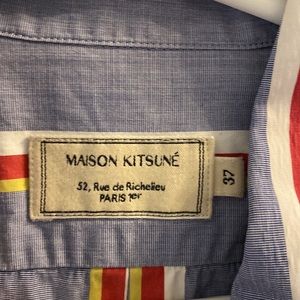 MAISON KITSUNÉ
52, Rue de Richelieu
PARIS 1er
37